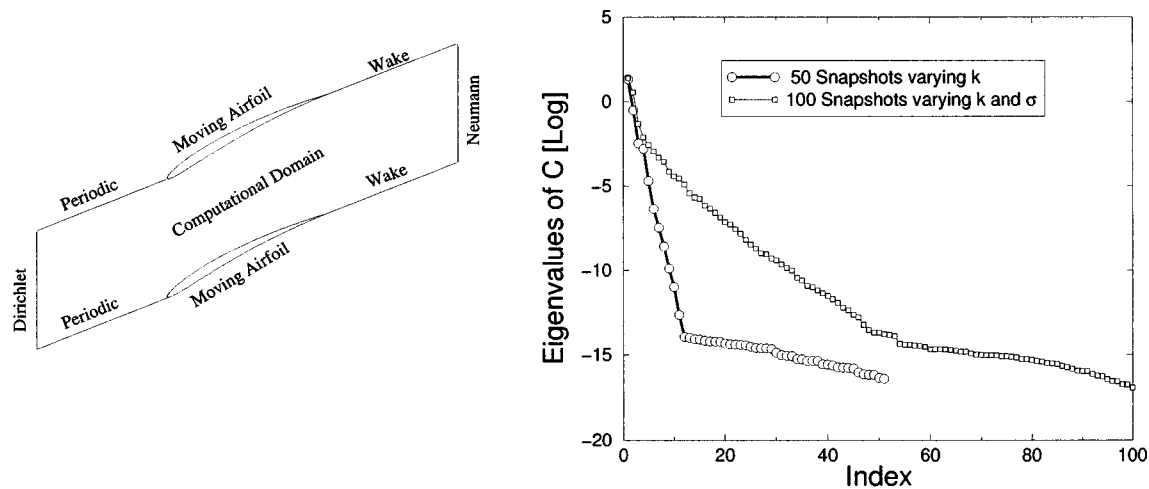 Wake
Moving Airfoil
Neumann
Periodic
Computational Domain
Wake
Dirichlet
Periodic
Moving Airfoil
5
0
−5
−10
−15
−20
Eigenvalues of C [Log]
50 Snapshots varying k
100 Snapshots varying k and σ
0
20
40
60
80
100
Index